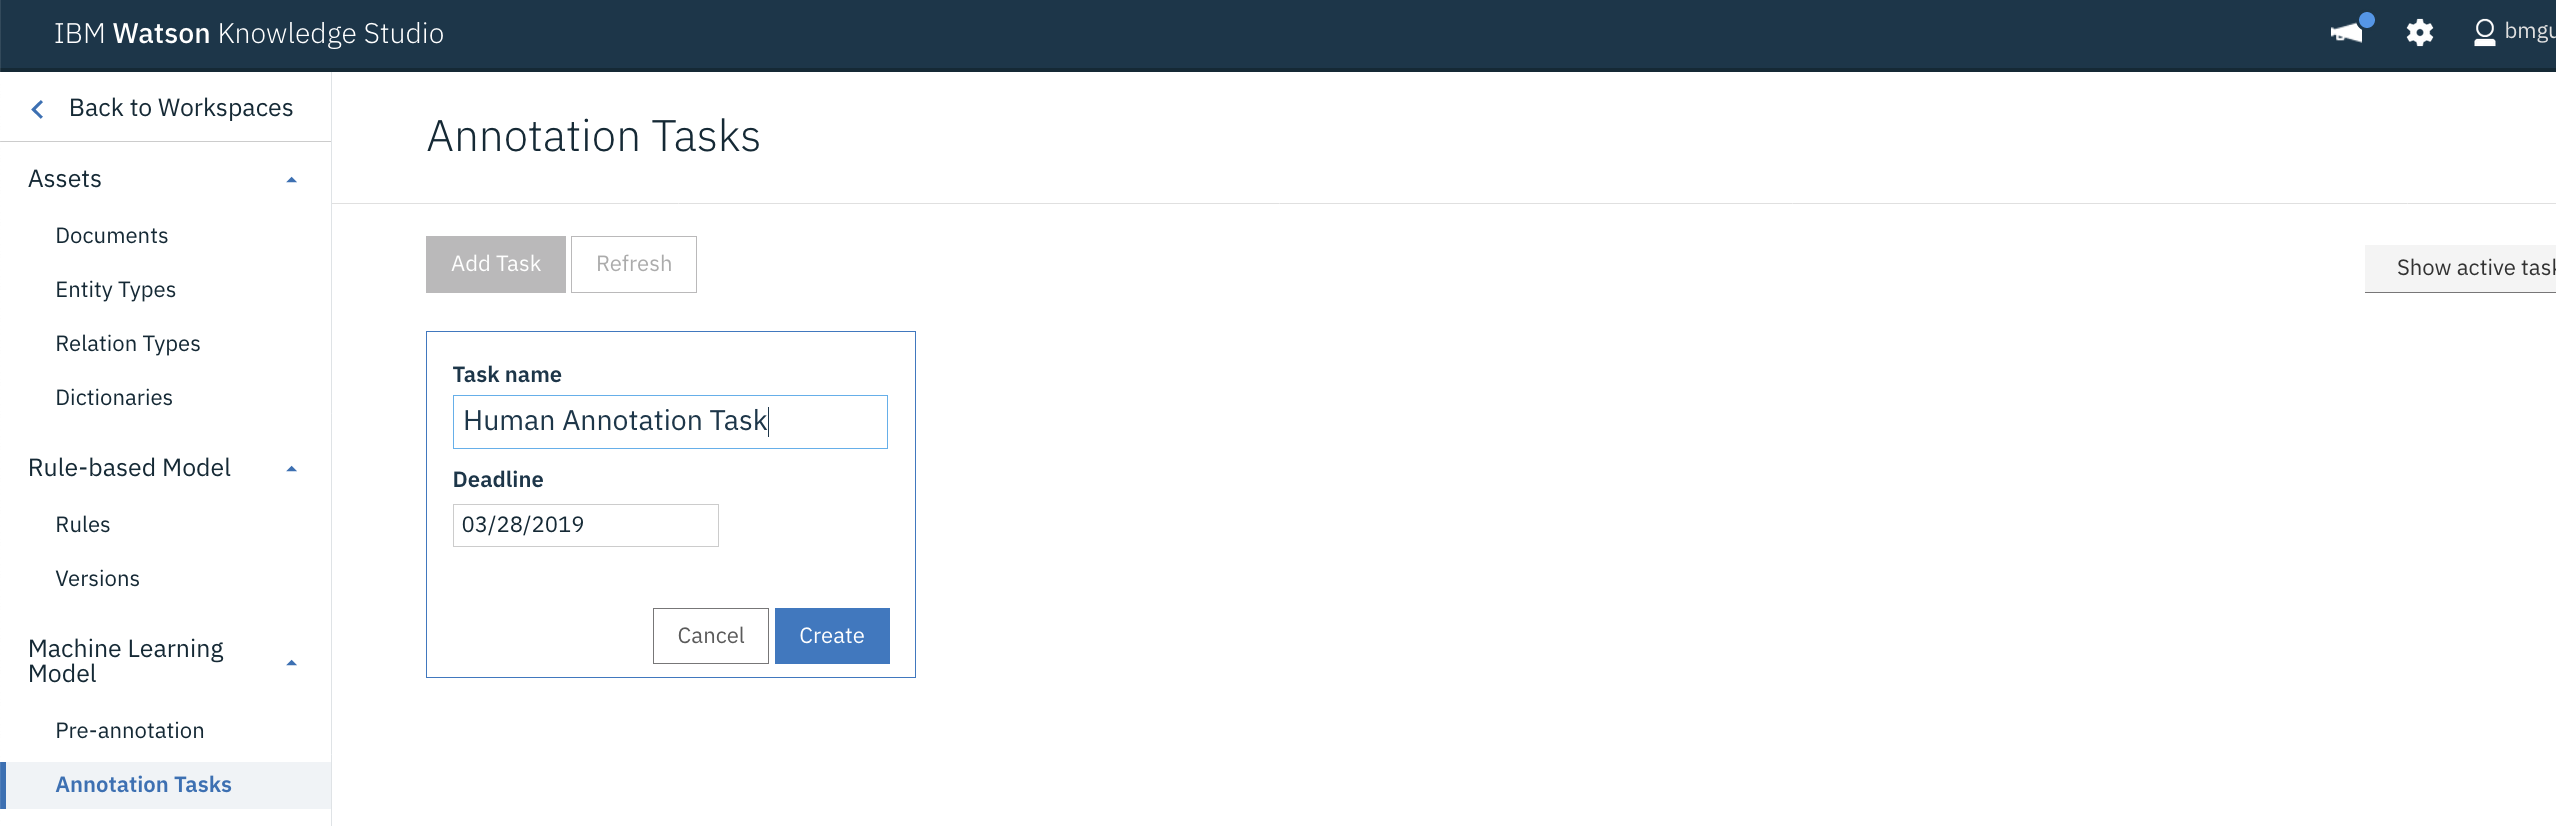 IBM Watson Knowledge Studio
bmgu
Back to Workspaces
Assets
Documents
Entity Types
Relation Types
Dictionaries
Rule-based Model
Rules
Versions
Machine Learning
Model
Pre-annotation
Annotation Tasks
Annotation Tasks
Add Task
Refresh
Show active task
Task name
Human Annotation Task
Deadline
03/28/2019
Cancel
Create